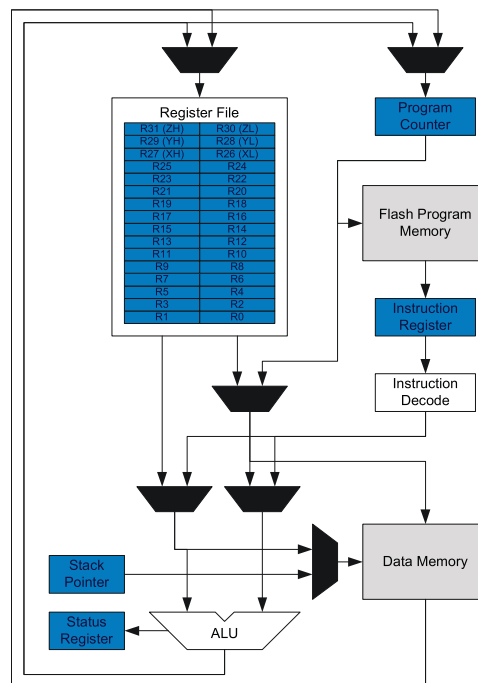 Register File
R31 (ZH) R30 (ZL)
R29 (YH) R28 (YL)
R27 (XH) R26 (XL)
R25 R24
R23 R22
R21 R20
R19 R18
R17 R16
R15 R14
R13 R12
R11 R10
R9 R8
R7 R6
R5 R4
R3 R2
R1 R0
Program
Counter
Flash Program
Memory
Instruction
Register
Instruction
Decode
Data Memory
Stack
Pointer
Status
Register
ALU